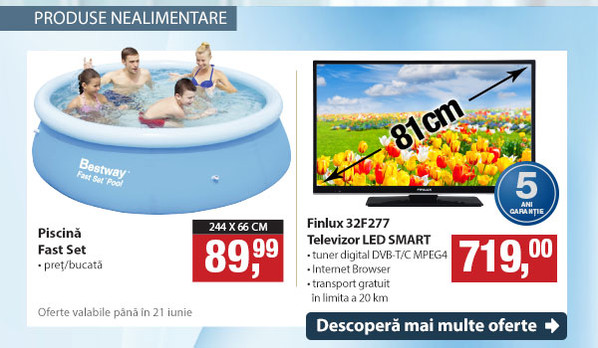 PRODUSE NEALIMENTARE
Bestway
Fast Set Pool
244 X 66 CM
Piscină
Fast Set
• preț/bucată
89,99
Oferte valabile până în 21 iunie
81cm
FINLUX
5
ANI
GARANȚIE
Finlux 32F277
Televizor LED SMART
• tuner digital DVB-T/C MPEG4
• Internet Browser
• transport gratuit
în limita a 20 km
719,00
Descoperă mai multe oferte